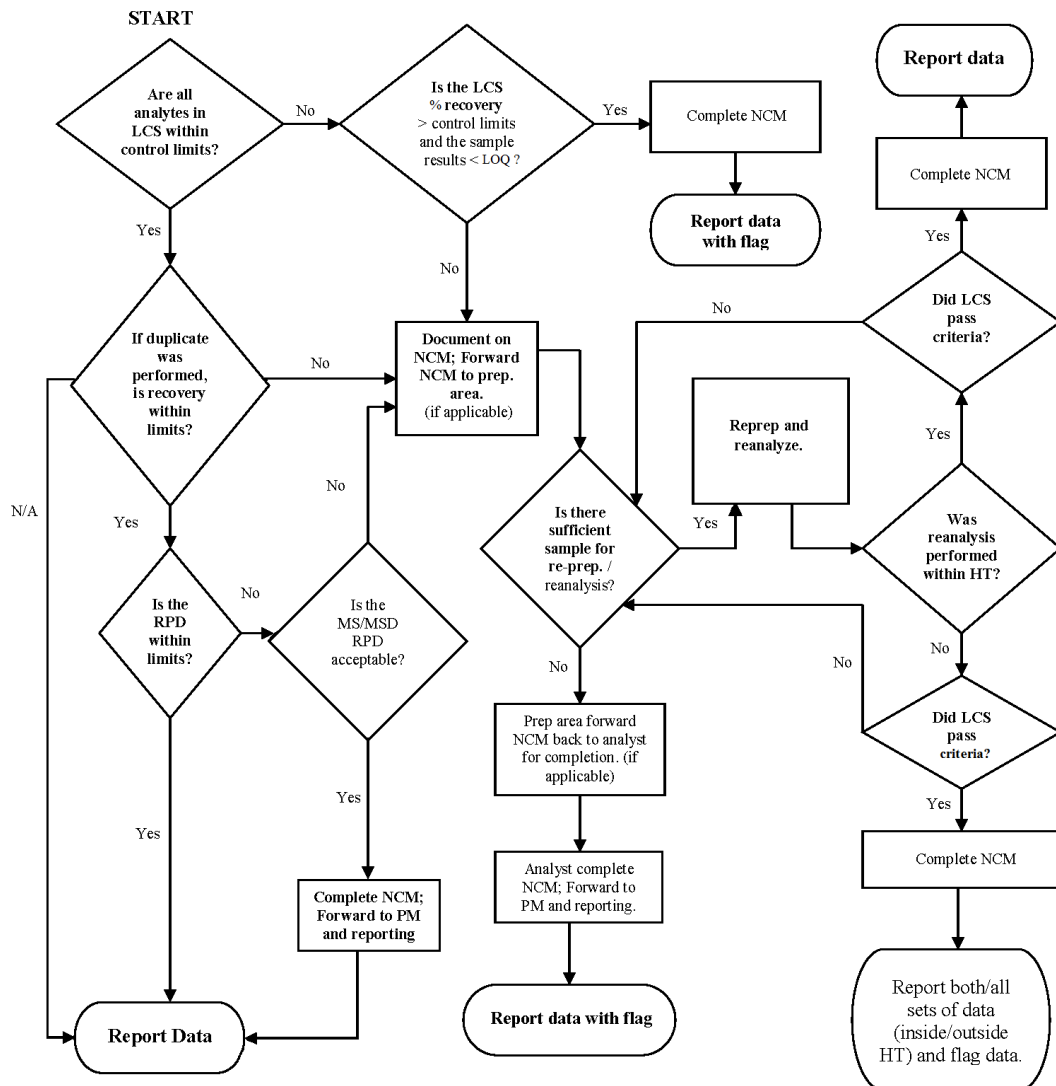 START
Are all
analytes in
LCS within
control limits?
No
Is the LCS
% recovery
> control limits
and the sample
results < LOQ ?
Yes
Complete NCM
Report data
with flag
Report data
Complete NCM
Yes
Did LCS
pass
criteria?
No
Yes
No
If duplicate
was
performed,
is recovery
within
limits?
No
Document on
NCM; Forward
NCM to prep.
area.
(if applicable)
Reprep and
reanalyze.
Yes
N/A
Yes
No
Is there
sufficient
sample for
re-prep. /
reanalysis?
Yes
Was
reanalysis
performed
within HT?
Is the
RPD
within
limits?
No
Is the
MS/MSD
RPD
acceptable?
No
No
No
Prep area forward
NCM back to analyst
for completion. (if
applicable)
Did LCS
pass
criteria?
Yes
Yes
Yes
Complete NCM
Analyst complete
NCM; Forward to
PM and reporting.
Complete NCM;
Forward to PM
and reporting
Report Data
Report data with flag
Report both/all
sets of data
(inside/outside
HT) and flag data.